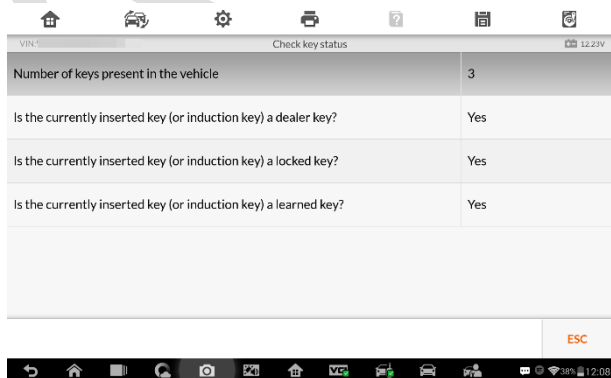 VIN:
Check key status
12.23V
Number of keys present in the vehicle 3
Is the currently inserted key (or induction key) a dealer key? Yes
Is the currently inserted key (or induction key) a locked key? Yes
Is the currently inserted key (or induction key) a learned key? Yes
ESC
38% 12:08